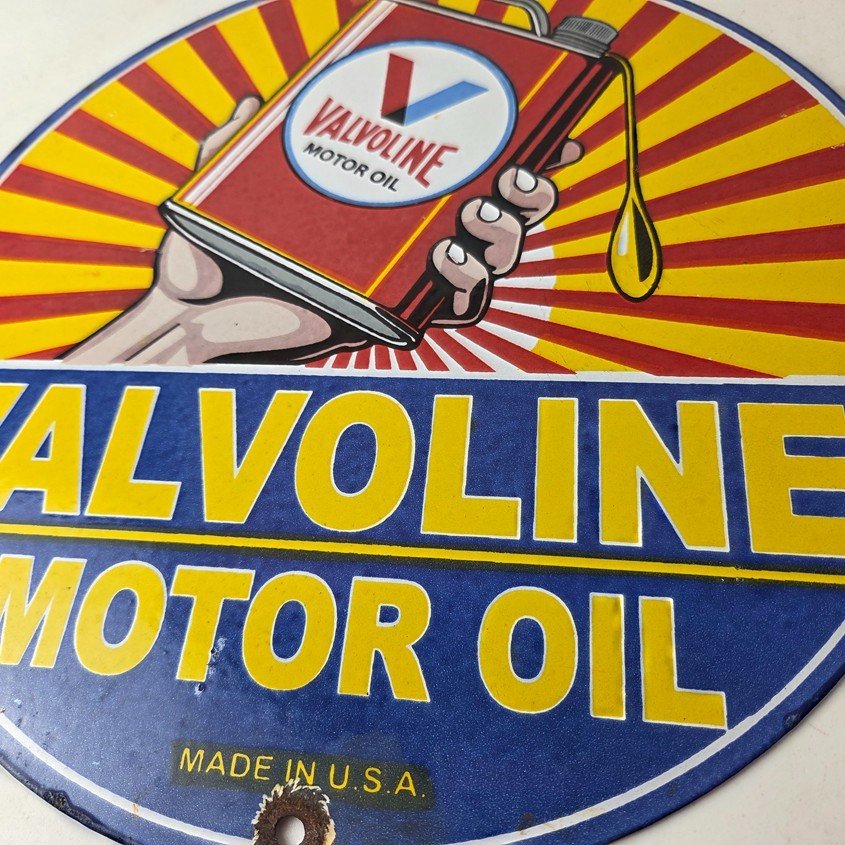 VALVOLINE
MOTOR OIL
VALVOLINE
MOTOR OIL
MADE IN U.S.A.